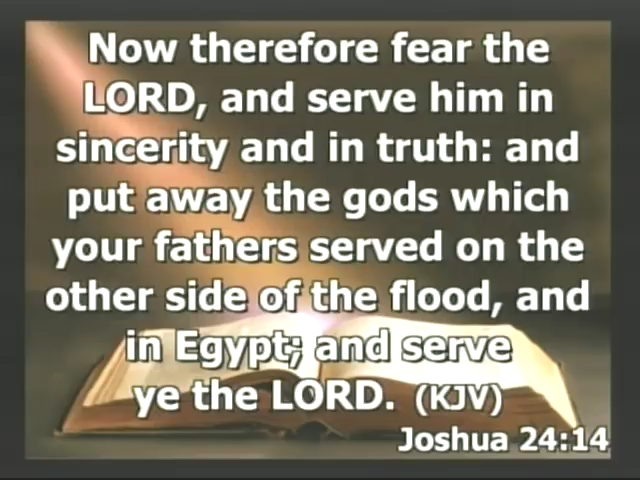 Now therefore fear the
LORD, and serve him in
sincerity and in truth: and
put away the gods which
your fathers served on the
other side of the flood, and
in Egypt; and serve
ye the LORD. (KJV)
Joshua 24:14